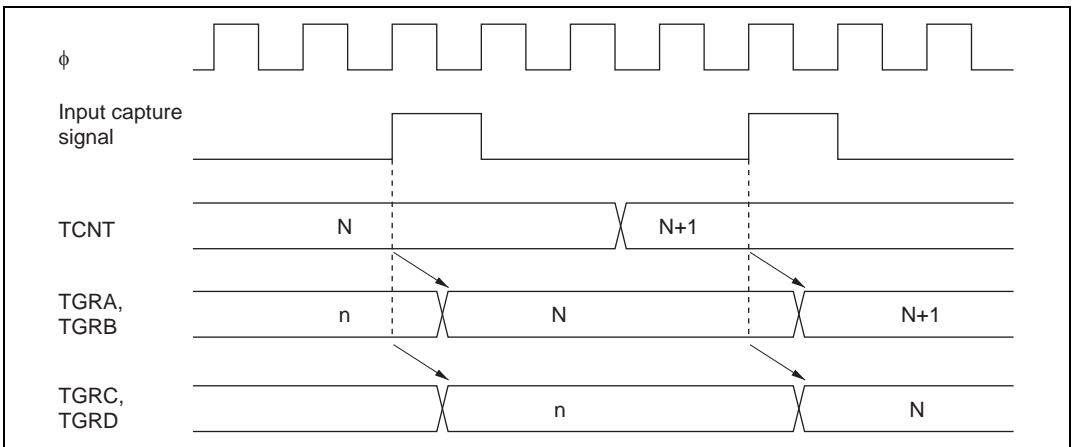 φ
Input capture
signal
TCNT
N
N+1
TGRA,
TGRB
n
N
N+1
TGRC,
TGRD
n
N